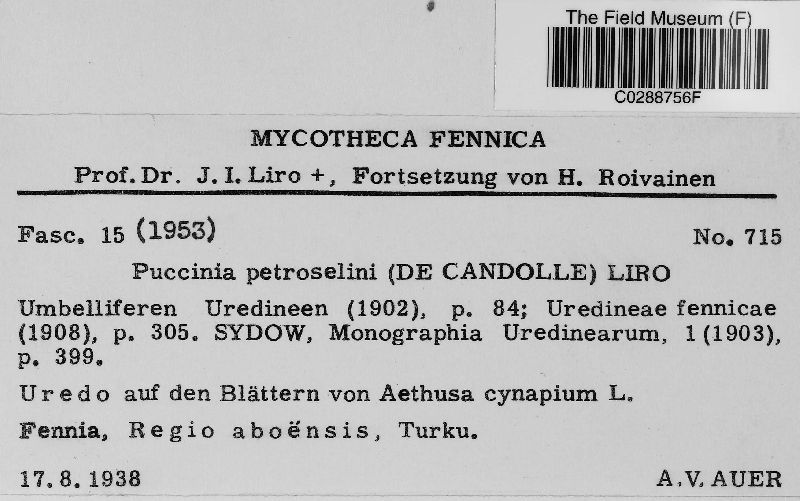 The Field Museum (F)
C0288756F
MYCOTHECA FENNICA
Prof. Dr. J. I. Liro +, Fortsetzung von H. Roivainen
Fasc. 15 (1953) No. 715
Puccinia petroselini (DE CANDOLLE) LIRO
Umbelliferen Uredineen (1902), p. 84; Uredineae fennicae
(1908), p. 305. SYDOW, Monographia Uredinearum, 1 (1903),
p. 399.
Uredo auf den Blättern von Aethusa cynapium L.
Fennia, Regio aboënsis, Turku.
17. 8. 1938 A. V. AUER